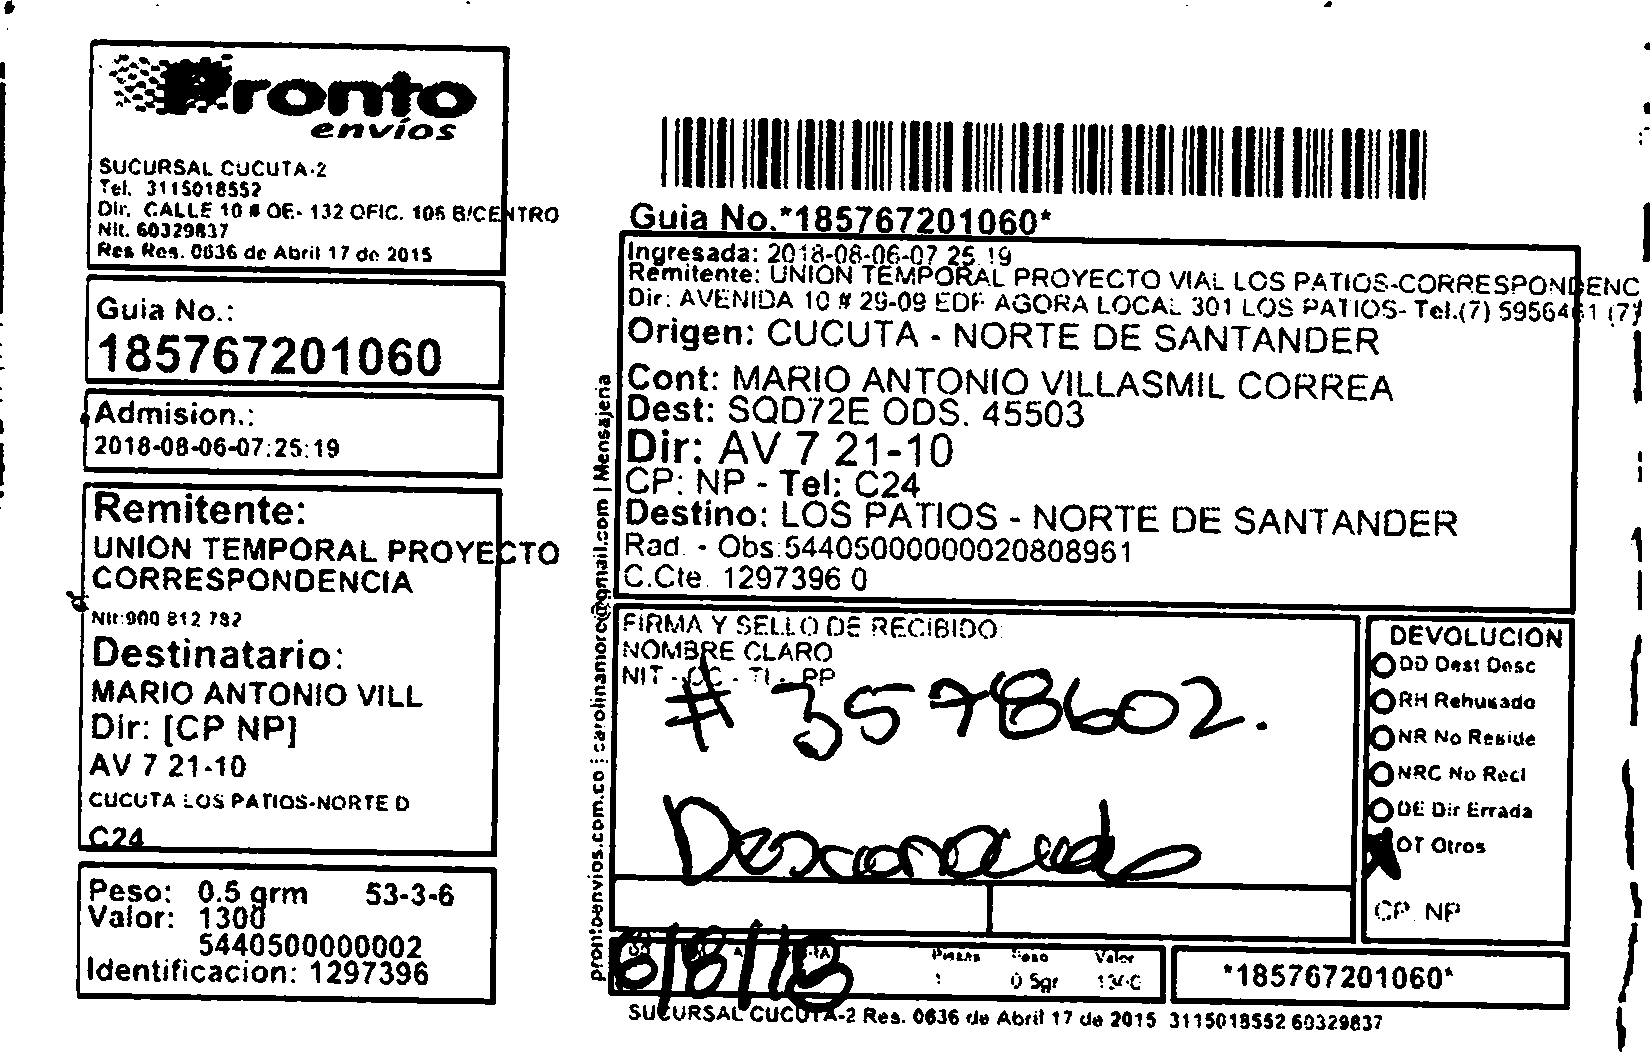 Pronto
envíos
SUCURSAL CUCUTA-2
Tel. 3115018552
Dir. CALLE 10 # OE- 132 OFIC. 105 B/CENTRO
Nit. 60329837
Res Res. 0636 de Abril 17 de 2015
Guia No.:
185767201060
Admision.:
2018-08-06-07:25:19
Remitente:
UNION TEMPORAL PROYECTO
CORRESPONDENCIA
Nit:900 812 782
Destinatario:
MARIO ANTONIO VILL
Dir: [CP NP]
AV 7 21-10
CUCUTA LOS PATIOS-NORTE D
C24
Peso: 0.5 grm 53-3-6
Valor: 1300
5440500000002
Identificacion: 1297396
prontoenvios.com.co | carolinamorc@gmail.com | Mensajeria
Guia No.*185767201060*
Ingresada: 2018-08-06-07 25 19
Remitente: UNION TEMPORAL PROYECTO VIAL LOS PATIOS-CORRESPONDENC
Dir: AVENIDA 10 # 29-09 EDF AGORA LOCAL 301 LOS PATIOS- Tel.(7) 5956461 (7)
Origen: CUCUTA - NORTE DE SANTANDER
Cont: MARIO ANTONIO VILLASMIL CORREA
Dest: SQD72E ODS. 45503
Dir: AV 7 21-10
CP: NP - Tel: C24
Destino: LOS PATIOS - NORTE DE SANTANDER
Rad. - Obs:54405000000020808961
C.Cte. 1297396 0
FIRMA Y SELLO DE RECIBIDO:
NOMBRE CLARO
NIT - CC - TI - PP
# 3578602.
Desconocido
DEVOLUCION
DD Dest Desc
RH Rehusado
NR No Reside
NRC No Recl
DE Dir Errada
OT Otros
CP. NP
8/8/18
Piezas Peso Valor
1 0.5gr 1300
*185767201060*
SUCURSAL CUCUTA-2 Res. 0636 de Abril 17 de 2015 3115018552 60329837